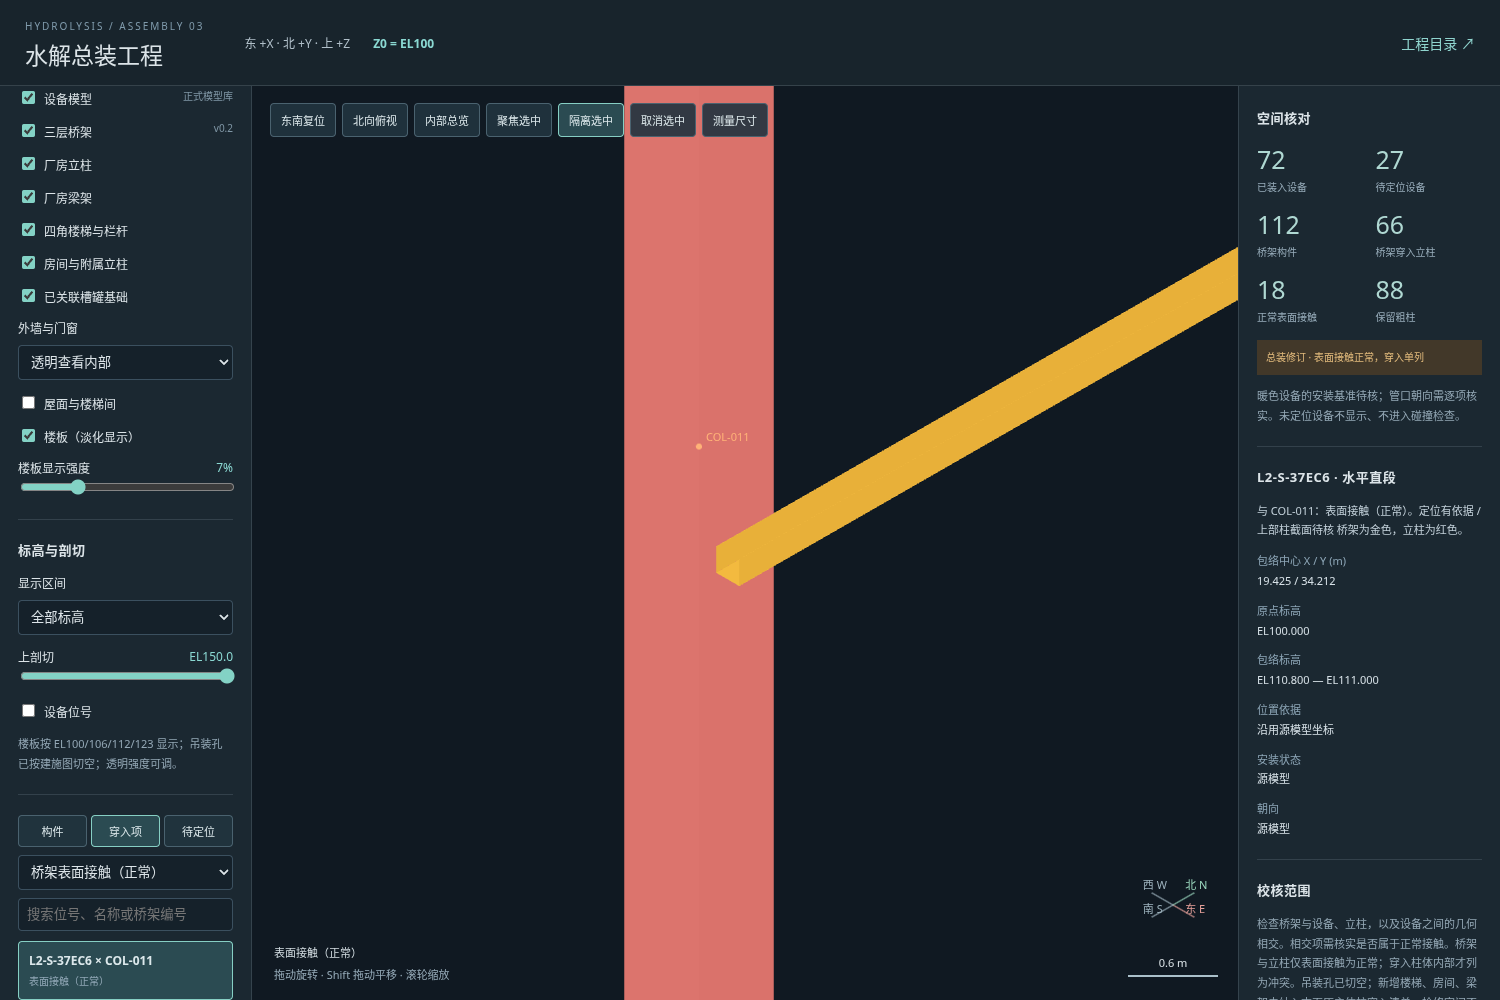 HYDROLYSIS / ASSEMBLY 03
水解总装工程
东 +X · 北 +Y · 上 +Z
Z0 = EL100
工程目录 ↗
设备模型
正式模型库
三层桥架
v0.2
厂房立柱
厂房梁架
四角楼梯与栏杆
房间与附属立柱
已关联槽罐基础
外墙与门窗
透明查看内部
屋面与楼梯间
楼板（淡化显示）
楼板显示强度
7%
标高与剖切
显示区间
全部标高
上剖切
EL150.0
设备位号
楼板按 EL100/106/112/123 显示；吊装孔
已按建施图切空；透明强度可调。
构件
穿入项
待定位
桥架表面接触（正常）
搜索位号、名称或桥架编号
L2-S-37EC6 × COL-011
表面接触（正常）
东南复位
北向俯视
内部总览
聚焦选中
隔离选中
取消选中
测量尺寸
COL-011
表面接触（正常）
拖动旋转 · Shift 拖动平移 · 滚轮缩放
西 W
北 N
南 S
东 E
0.6 m
空间核对
72
27
已装入设备
待定位设备
112
66
桥架构件
桥架穿入立柱
18
88
正常表面接触
保留粗柱
总装修订 · 表面接触正常，穿入单列
暖色设备的安装基准待核；管口朝向需逐项核
实。未定位设备不显示、不进入碰撞检查。
L2-S-37EC6 · 水平直段
与 COL-011：表面接触（正常）。定位有依据 /
上部柱截面待核 桥架为金色，立柱为红色。
包络中心 X / Y (m)
19.425 / 34.212
原点标高
EL100.000
包络标高
EL110.800 — EL111.000
位置依据
沿用源模型坐标
安装状态
源模型
朝向
源模型
校核范围
检查桥架与设备、立柱，以及设备之间的几何
相交。相交项需核实是否属于正常接触。桥架
与立柱仅表面接触为正常；穿入柱体内部才列
为冲突。吊装孔已切空；新增楼梯、房间、梁